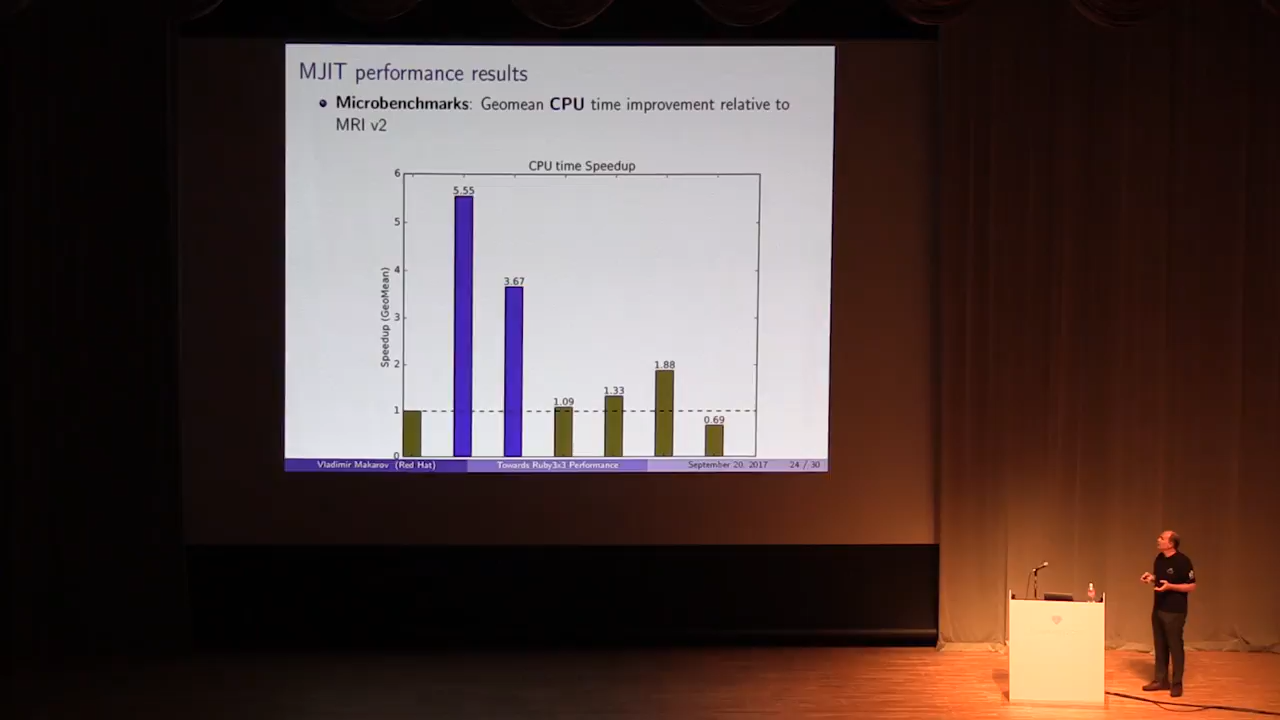 MJIT performance results
Microbenchmarks: Geomean CPU time improvement relative to
MRI v2
CPU time Speedup
6
5
4
3
2
1
0
Speedup (GeoMean)
5.55
3.67
1.09
1.33
1.88
0.69
Vladimir Makarov (Red Hat)
Towards Ruby3x3 Performance
September 20, 2017
24 / 30